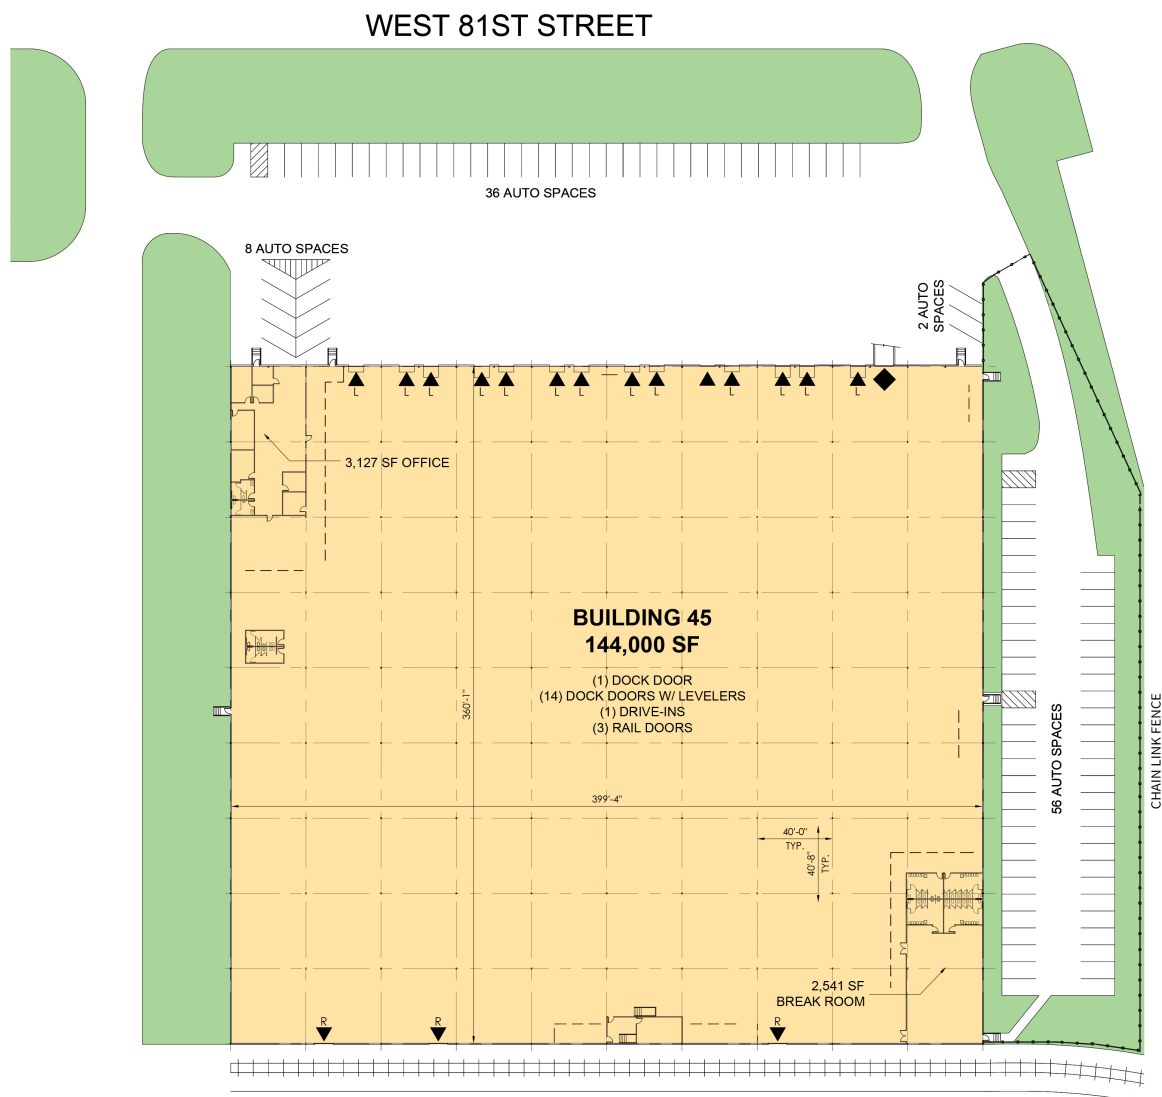 WEST 81ST STREET
36 AUTO SPACES
8 AUTO SPACES
2 AUTO
SPACES
L
L
L
L
L
L
L
L
L
L
L
L
L
3,127 SF OFFICE
BUILDING 45
144,000 SF
(1) DOCK DOOR
(14) DOCK DOORS W/ LEVELERS
(1) DRIVE-INS
(3) RAIL DOORS
360'-1"
399'-4"
40'-0"
TYP.
40'-8"
TYP.
56 AUTO SPACES
CHAIN LINK FENCE
2,541 SF
BREAK ROOM
R
R
R